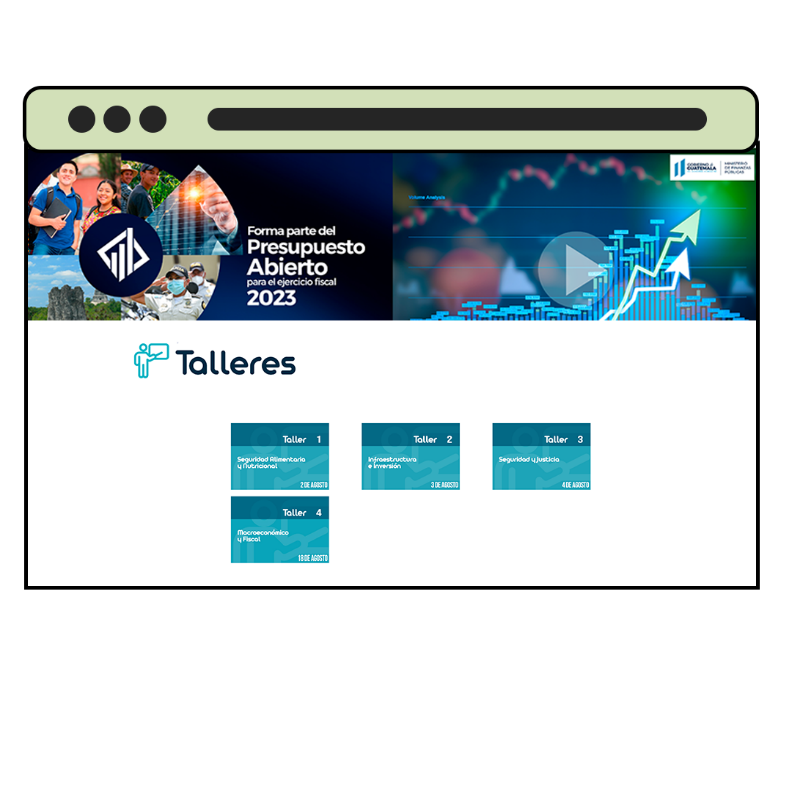 GOBIERNO de
GUATEMALA
MINISTERIO
DE FINANZAS
PÚBLICAS
Volume Analysis
Forma parte del
Presupuesto
Abierto
para el ejercicio fiscal
2023
Talleres
Taller 1
Seguridad Alimentaria
y Nutricional
2 DE AGOSTO
Taller 2
Infraestructura
e Inversión
3 DE AGOSTO
Taller 3
Seguridad y Justicia
4 DE AGOSTO
Taller 4
Macroeconómico
y Fiscal
18 DE AGOSTO